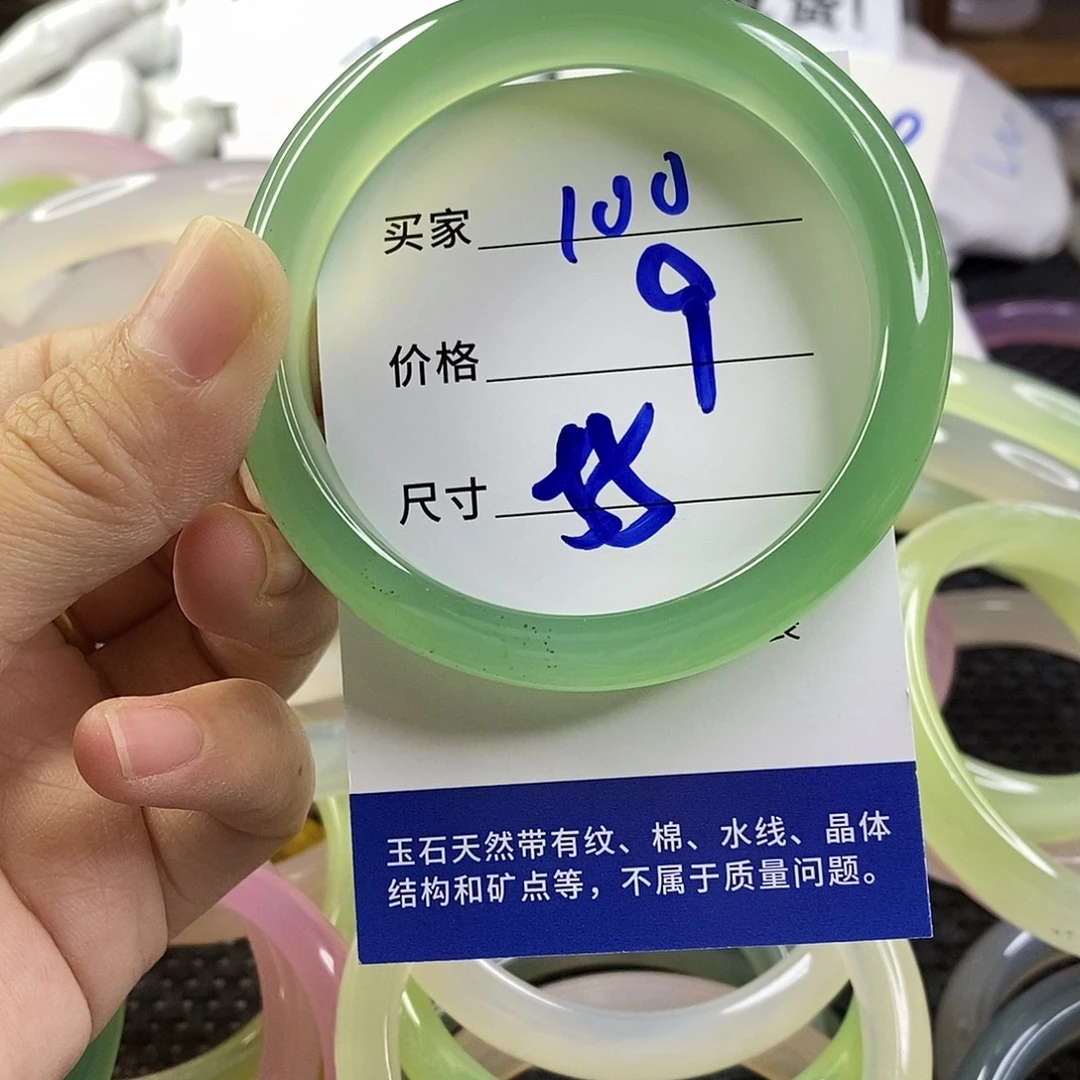 买家 100
价格 9
尺寸
玉石天然带有纹、棉、水线、晶体
结构和矿点等，不属于质量问题。